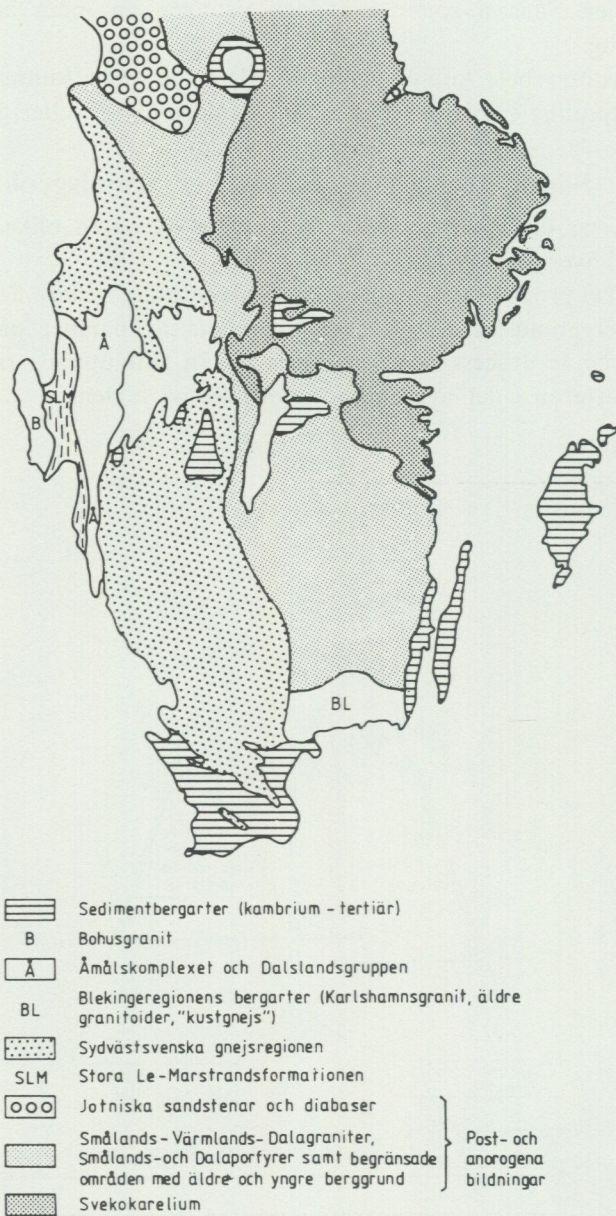 Å
SLM
B
Å
BL
Sedimentbergarter (kambrium - tertiär)
B Bohusgranit
Å Åmålskomplexet och Dalslandsgruppen
BL Blekingeregionens bergarter (Karlshamnsgranit, äldre
granitoider, "kustgnejs")
Sydvästsvenska gnejsregionen
SLM Stora Le-Marstrandsformationen
Jotniska sandstenar och diabaser
Smålands-Värmlands-Dalagraniter,
Smålands-och Dalaporfyrer samt begränsade
områden med äldre och yngre berggrund
Post- och
anorogena
bildningar
Svekokarelium